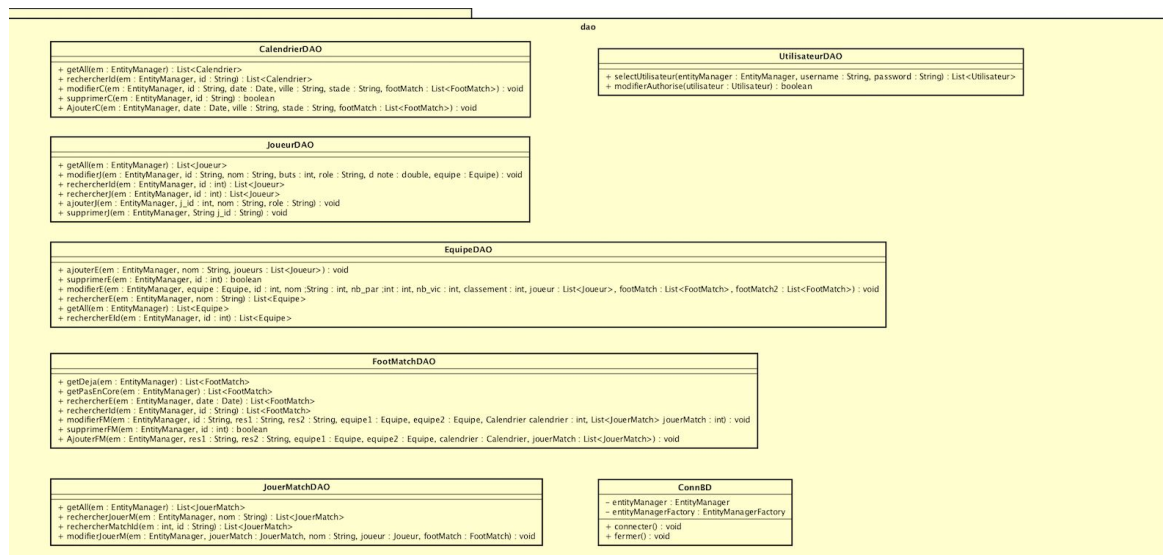 dao
CalendrierDAO
+ getAll(em : EntityManager) : List<Calendrier>
+ rechercherId(em : EntityManager, id : String) : List<Calendrier>
+ modifierC(em : EntityManager, id : String, date : Date, ville : String, stade : String, footMatch : List<FootMatch>) : void
+ supprimerC(em : EntityManager, id : String) : boolean
+ AjouterC(em : EntityManager, date : Date, ville : String, stade : String, footMatch : List<FootMatch>) : void
UtilisateurDAO
+ selectUtilisateur(entityManager : EntityManager, username : String, password : String) : List<Utilisateur>
+ modifierAuthorise(utilisateur : Utilisateur) : boolean
JoueurDAO
+ getAll(em : EntityManager) : List<Joueur>
+ modifierJ(em : EntityManager, id : String, nom : String, buts : int, role : String, d note : double, equipe : Equipe) : void
+ rechercherId(em : EntityManager, id : int) : List<Joueur>
+ rechercherJ(em : EntityManager, id : int) : List<Joueur>
+ ajouterJ(em : EntityManager, j_id : int, nom : String, role : String) : void
+ supprimerJ(em : EntityManager, String j_id : String) : void
EquipeDAO
+ ajouterE(em : EntityManager, nom : String, joueurs : List<Joueur>) : void
+ supprimerE(em : EntityManager, id : int) : boolean
+ modifierE(em : EntityManager, equipe : Equipe, id : int, nom ;String : int, nb_par ;int : int, nb_vic : int, classement : int, joueur : List<Joueur>, footMatch : List<FootMatch>, footMatch2 : List<FootMatch>) : void
+ rechercherE(em : EntityManager, nom : String) : List<Equipe>
+ getAll(em : EntityManager) : List<Equipe>
+ rechercherEId(em : EntityManager, id : int) : List<Equipe>
FootMatchDAO
+ getDeja(em : EntityManager) : List<FootMatch>
+ getPasEnCore(em : EntityManager) : List<FootMatch>
+ rechercherE(em : EntityManager, date : Date) : List<FootMatch>
+ rechercherId(em : EntityManager, id : String) : List<FootMatch>
+ modifierFM(em : EntityManager, id : String, res1 : String, res2 : String, equipe1 : Equipe, equipe2 : Equipe, Calendrier calendrier : int, List<JouerMatch> jouerMatch : int) : void
+ supprimerFM(em : EntityManager, id : int) : boolean
+ AjouterFM(em : EntityManager, res1 : String, res2 : String, equipe1 : Equipe, equipe2 : Equipe, calendrier : Calendrier, jouerMatch : List<JouerMatch>) : void
JouerMatchDAO
+ getAll(em : EntityManager) : List<JouerMatch>
+ rechercherJouerM(em : EntityManager, nom : String) : List<JouerMatch>
+ rechercherMatchId(em : int, id : String) : List<JouerMatch>
+ modifierJouerM(em : EntityManager, jouerMatch : JouerMatch, nom : String, joueur : Joueur, footMatch : FootMatch) : void
ConnBD
- entityManager : EntityManager
- entityManagerFactory : EntityManagerFactory
+ connecter() : void
+ fermer() : void